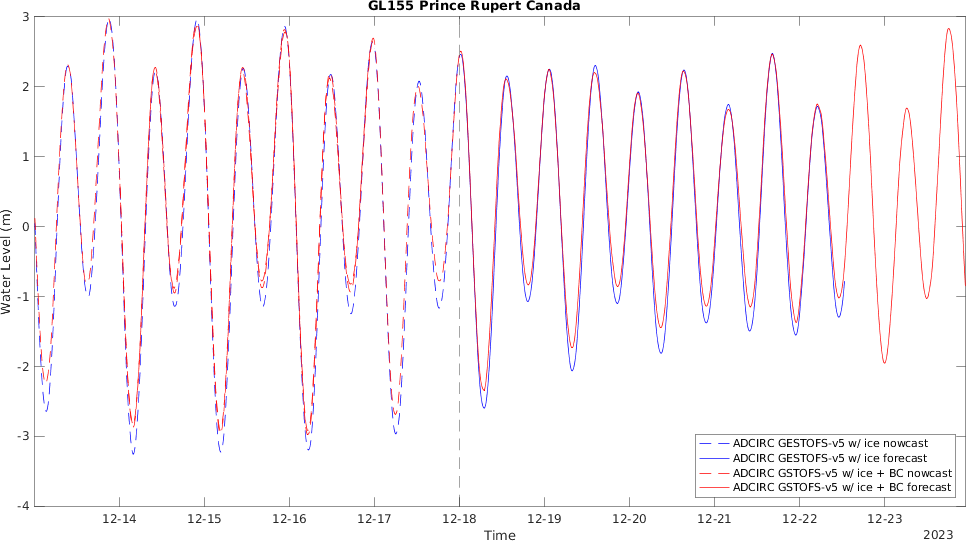 GL155 Prince Rupert Canada
3
2
1
0
-1
-2
-3
-4
Water Level (m)
12-14 12-15 12-16 12-17 12-18 12-19 12-20 12-21 12-22 12-23
Time
2023
ADCIRC GESTOFS-v5 w/ ice nowcast
ADCIRC GESTOFS-v5 w/ ice forecast
ADCIRC GSTOFS-v5 w/ ice + BC nowcast
ADCIRC GSTOFS-v5 w/ ice + BC forecast